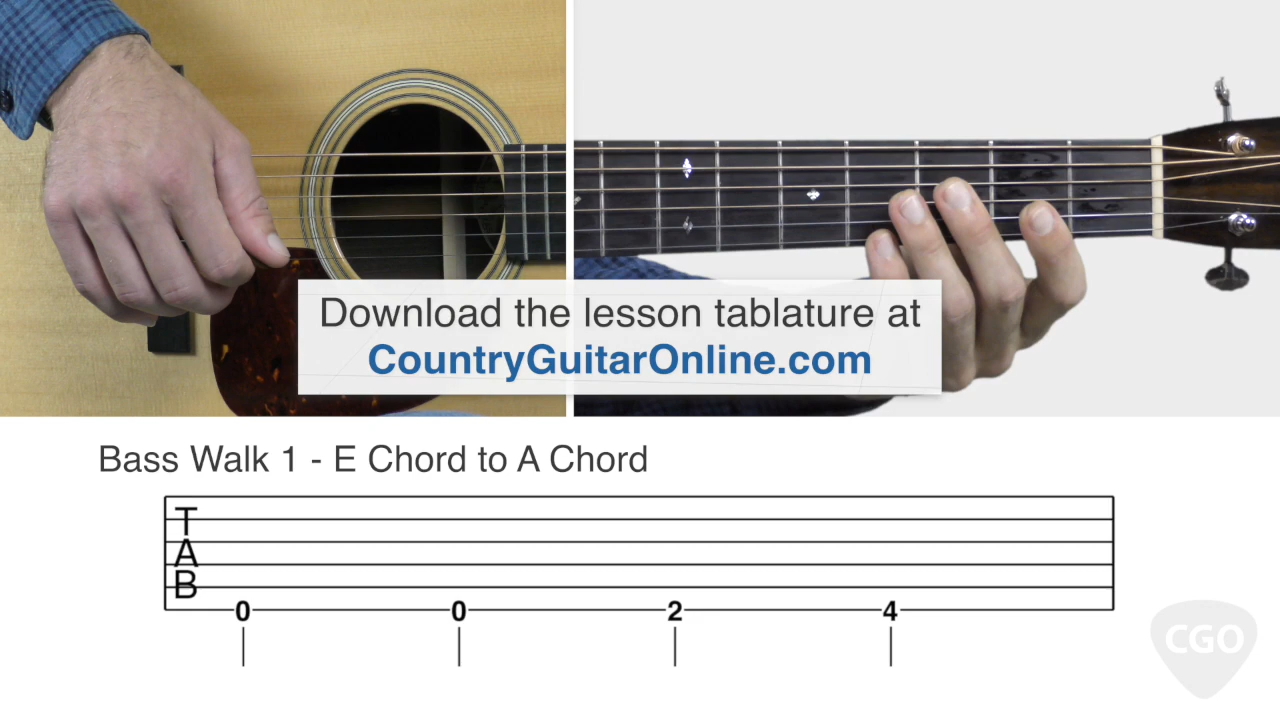 Download the lesson tablature at
CountryGuitarOnline.com
Bass Walk 1 - E Chord to A Chord
T
A
B
0 0 2 4
CGO